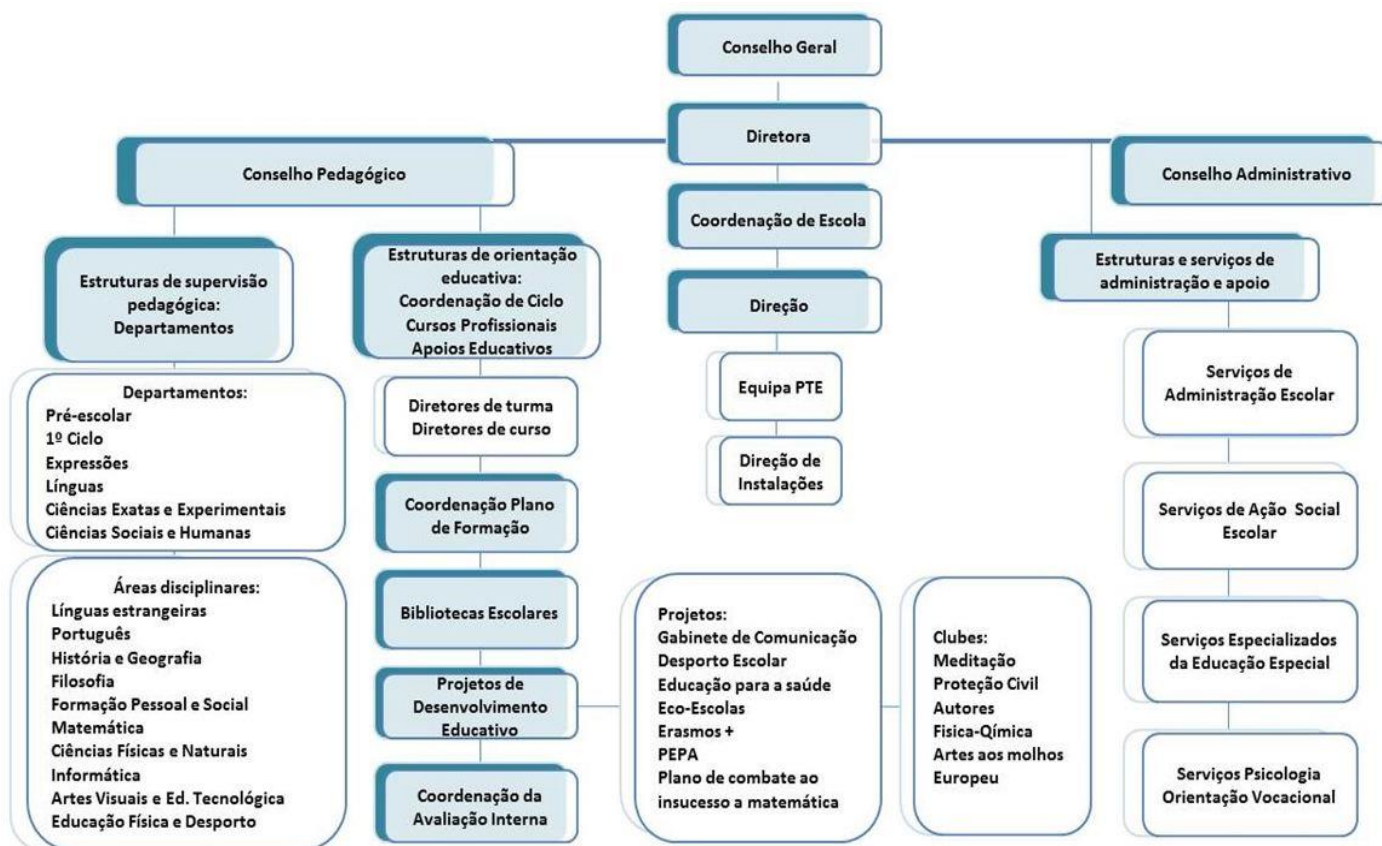 Conselho Geral
Diretora
Conselho Pedagógico
Conselho Administrativo
Coordenação de Escola
Direção
Equipa PTE
Direção de
Instalações
Estruturas de supervisão
pedagógica:
Departamentos
Departamentos:
Pré-escolar
1º Ciclo
Expressões
Línguas
Ciências Exatas e Experimentais
Ciências Sociais e Humanas
Áreas disciplinares:
Línguas estrangeiras
Português
História e Geografia
Filosofia
Formação Pessoal e Social
Matemática
Ciências Físicas e Naturais
Informática
Artes Visuais e Ed. Tecnológica
Educação Física e Desporto
Estruturas de orientação
educativa:
Coordenação de Ciclo
Cursos Profissionais
Apoios Educativos
Diretores de turma
Diretores de curso
Coordenação Plano
de Formação
Bibliotecas Escolares
Projetos de
Desenvolvimento
Educativo
Coordenação da
Avaliação Interna
Projetos:
Gabinete de Comunicação
Desporto Escolar
Educação para a saúde
Eco-Escolas
Erasmos +
PEPA
Plano de combate ao
insucesso a matemática
Clubes:
Meditação
Proteção Civil
Autores
Fisica-Qímica
Artes aos molhos
Europeu
Estruturas e serviços de
administração e apoio
Serviços de
Administração Escolar
Serviços de Ação Social
Escolar
Serviços Especializados
da Educação Especial
Serviços Psicologia
Orientação Vocacional